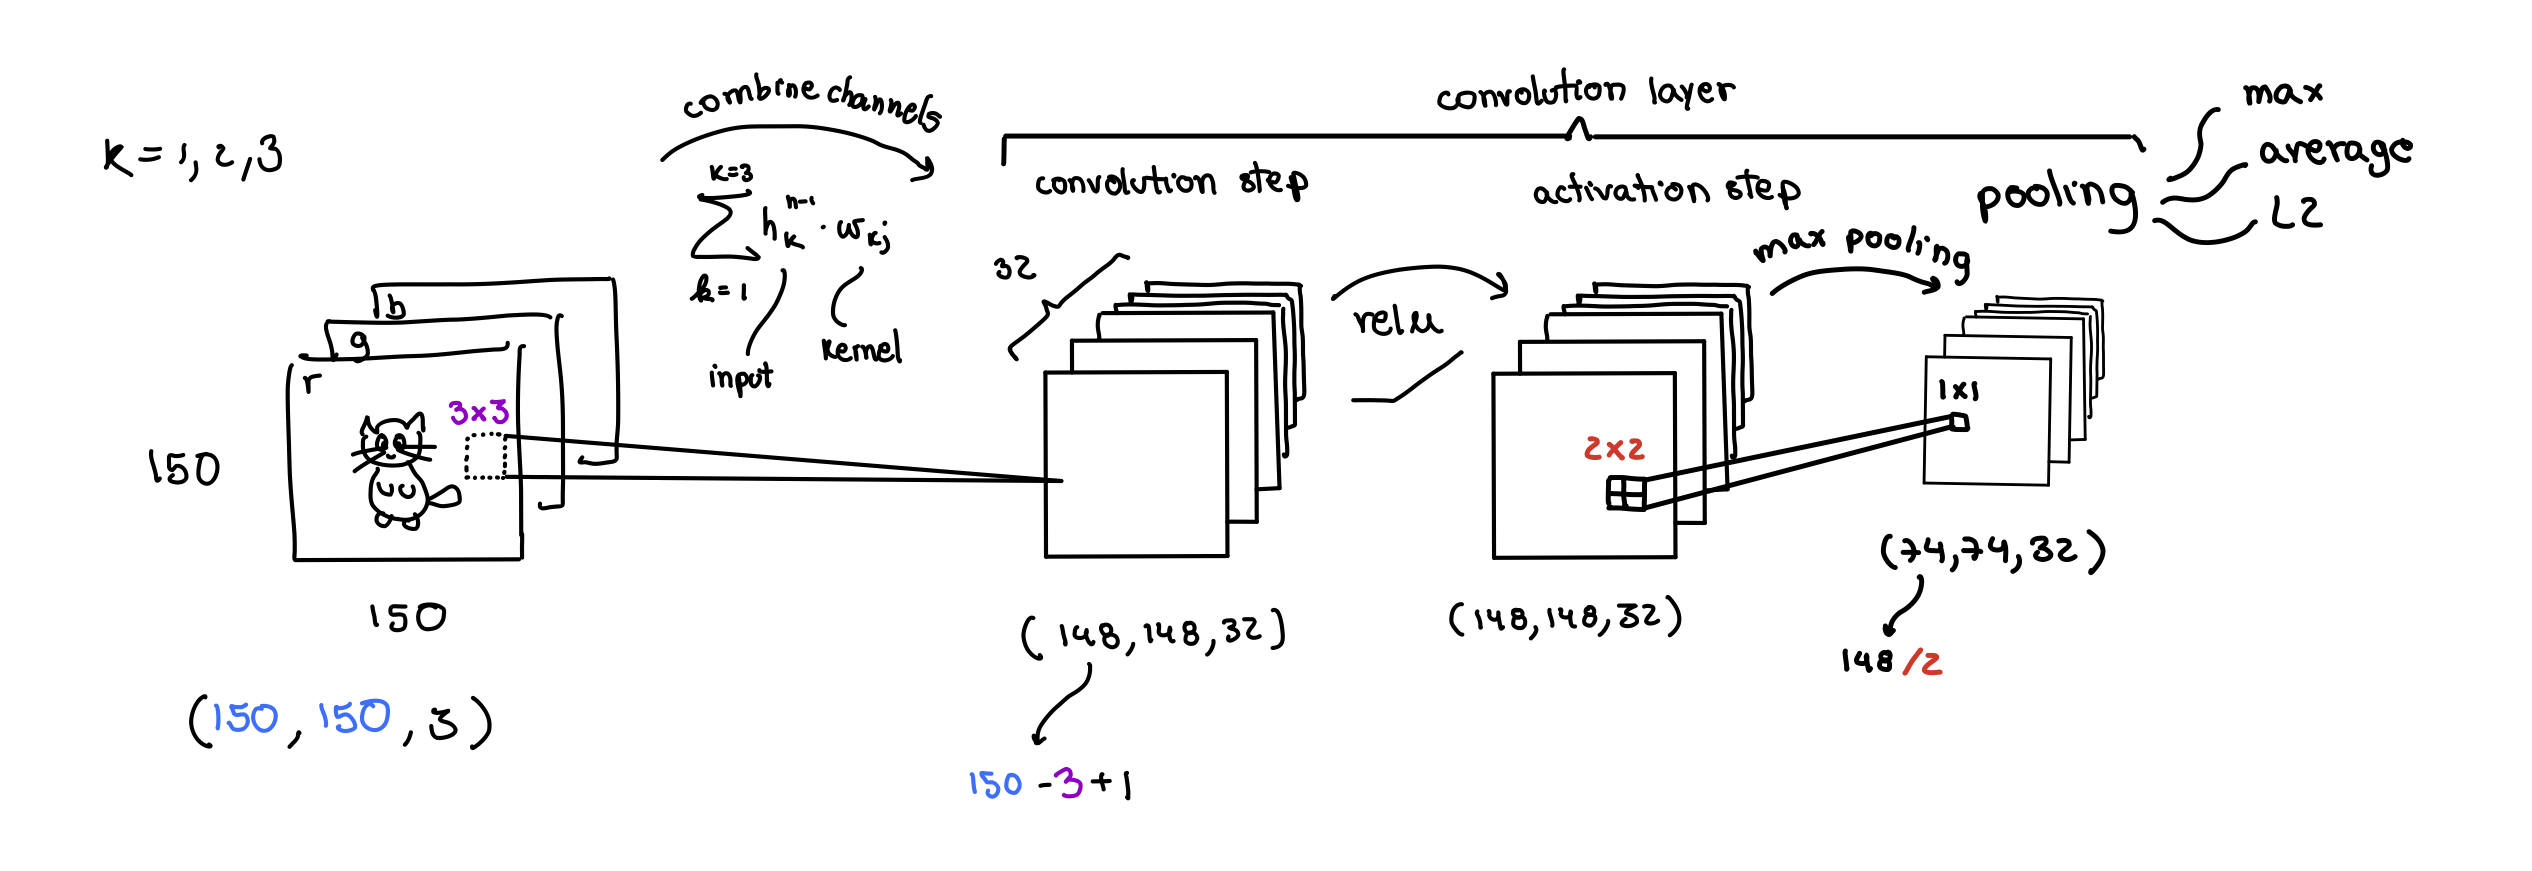 k = 1, 2, 3
combine channels
k=3
∑ h_k^{n-1} · w_{kj}
k=1
input
kernel
convolution layer
convolution step
activation step
pooling
max
average
L2
b
g
r
3x3
150
150
(150, 150, 3)
32
(148, 148, 32)
150 - 3 + 1
relu
2x2
(148, 148, 32)
max pooling
1x1
(74, 74, 32)
148/2